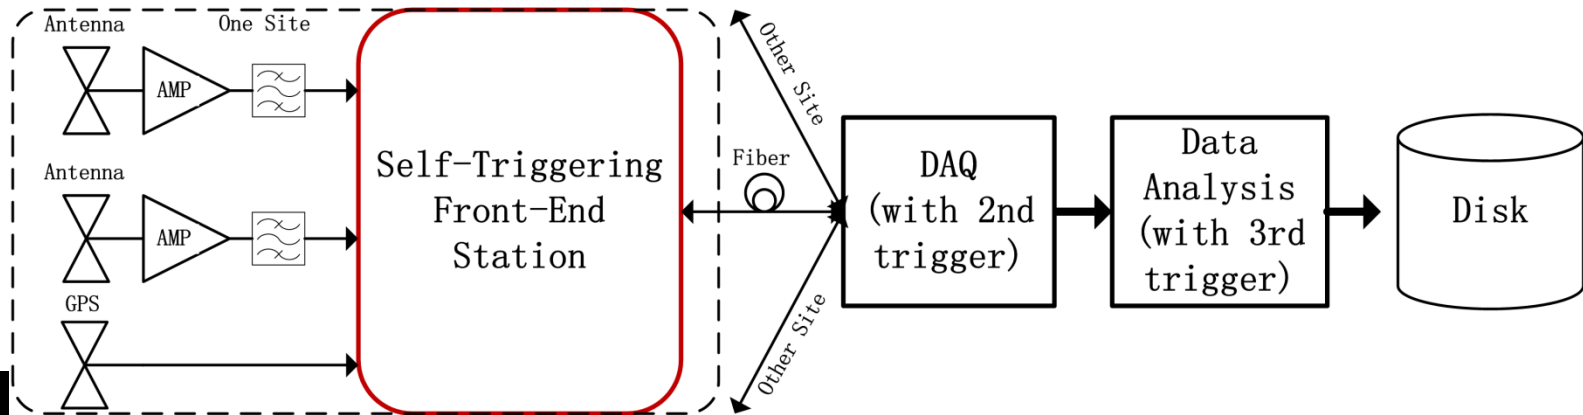 Antenna
One Site
AMP
Antenna
AMP
GPS
Self-Triggering
Front-End
Station
Other Site
Fiber
Other Site
DAQ
(with 2nd
trigger)
Data
Analysis
(with 3rd
trigger)
Disk